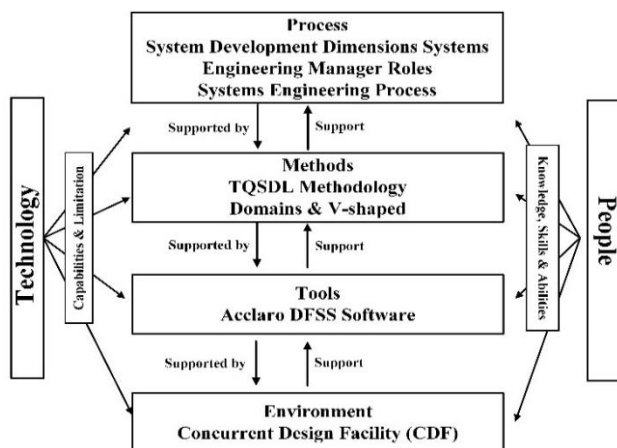 Process
System Development Dimensions Systems
Engineering Manager Roles
Systems Engineering Process
Supported by
Support
Technology
Capabilities & Limitation
Methods
TQSDL Methodology
Domains & V-shaped
Knowledge, Skills & Abilities
People
Supported by
Support
Tools
Acclaro DFSS Software
Supported by
Support
Environment
Concurrent Design Facility (CDF)